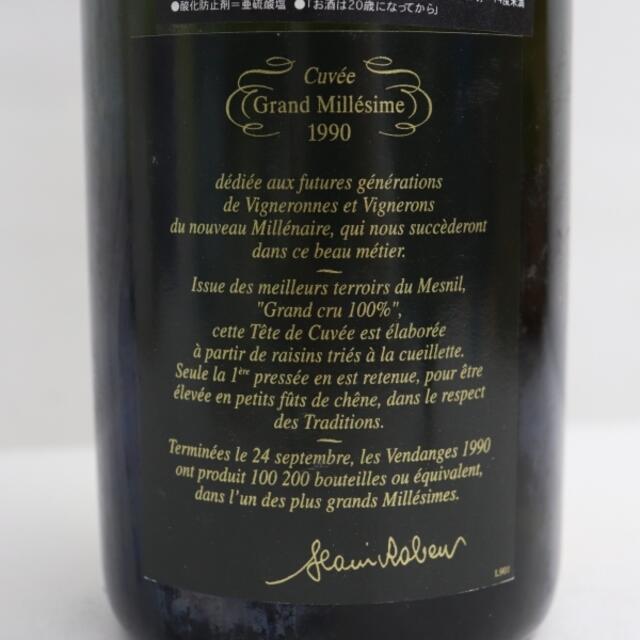 ●酸化防止剤=亜硫酸塩 ●「お酒は20歳になってから」
Cuvée
Grand Millésime
1990
dédiée aux futures générations
de Vigneronnes et Vignerons
du nouveau Millénaire, qui nous succèderont
dans ce beau métier.
Issue des meilleurs terroirs du Mesnil,
"Grand cru 100%",
cette Tête de Cuvée est élaborée
à partir de raisins triés à la cueillette.
Seule la 1ère pressée en est retenue, pour être
élevée en petits fûts de chêne, dans le respect
des Traditions.
Terminées le 24 septembre, les Vendanges 1990
ont produit 100 200 bouteilles ou équivalent,
dans l'un des plus grands Millésimes.